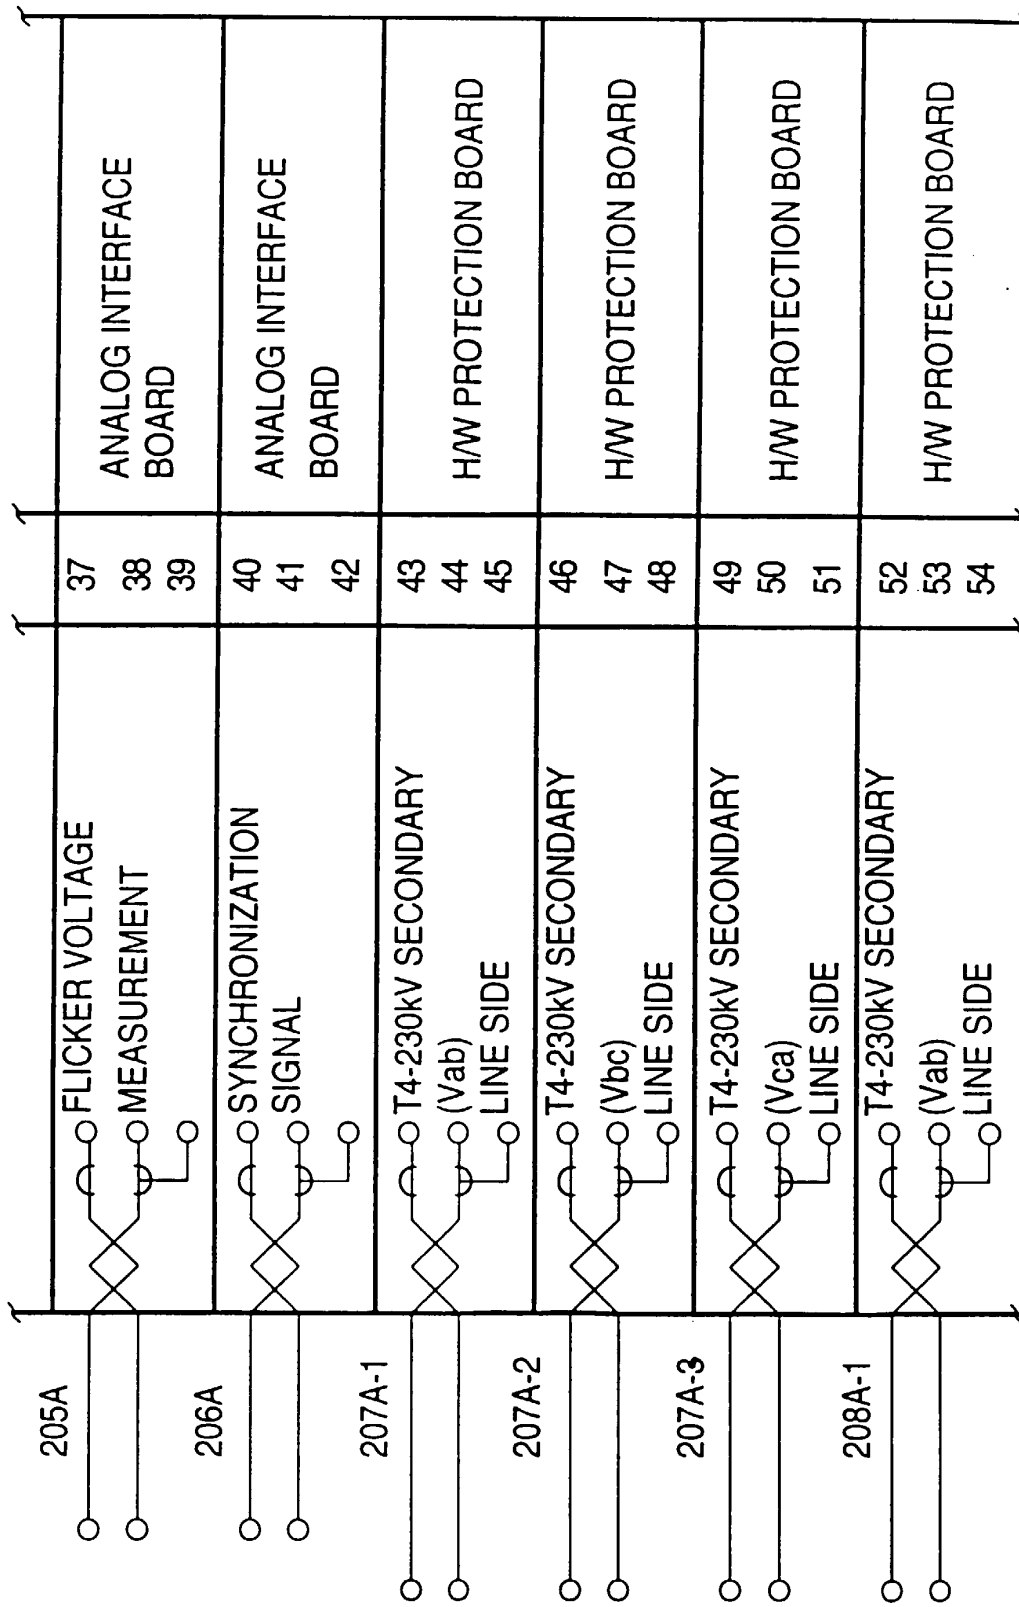 205A
FLICKER VOLTAGE
MEASUREMENT
37
38
39
ANALOG INTERFACE
BOARD
206A
SYNCHRONIZATION
SIGNAL
40
41
42
ANALOG INTERFACE
BOARD
207A-1
T4-230kV SECONDARY
(Vab)
LINE SIDE
43
44
45
H/W PROTECTION BOARD
207A-2
T4-230kV SECONDARY
(Vbc)
LINE SIDE
46
47
48
H/W PROTECTION BOARD
207A-3
T4-230kV SECONDARY
(Vca)
LINE SIDE
49
50
51
H/W PROTECTION BOARD
208A-1
T4-230kV SECONDARY
(Vab)
LINE SIDE
52
53
54
H/W PROTECTION BOARD